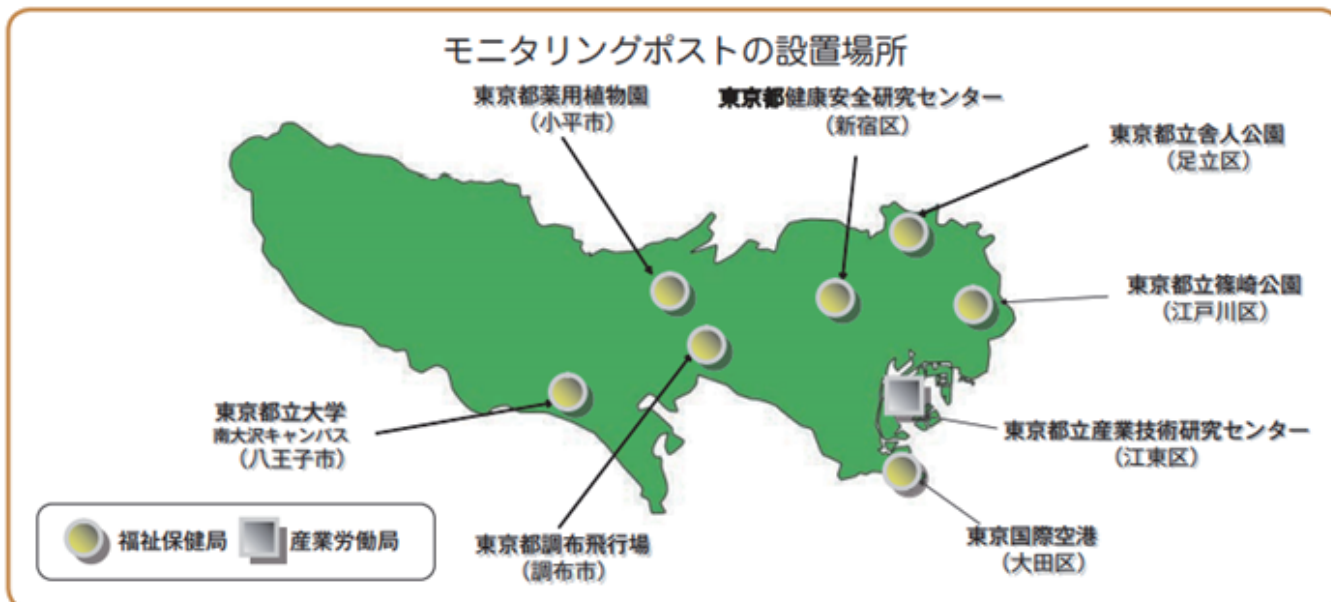 モニタリングポストの設置場所
東京都薬用植物園
（小平市）
東京都健康安全研究センター
（新宿区）
東京都立舎人公園
（足立区）
東京都立篠崎公園
（江戸川区）
東京都立大学
南大沢キャンパス
（八王子市）
東京都立産業技術研究センター
（江東区）
東京都調布飛行場
（調布市）
東京国際空港
（大田区）
福祉保健局 産業労働局